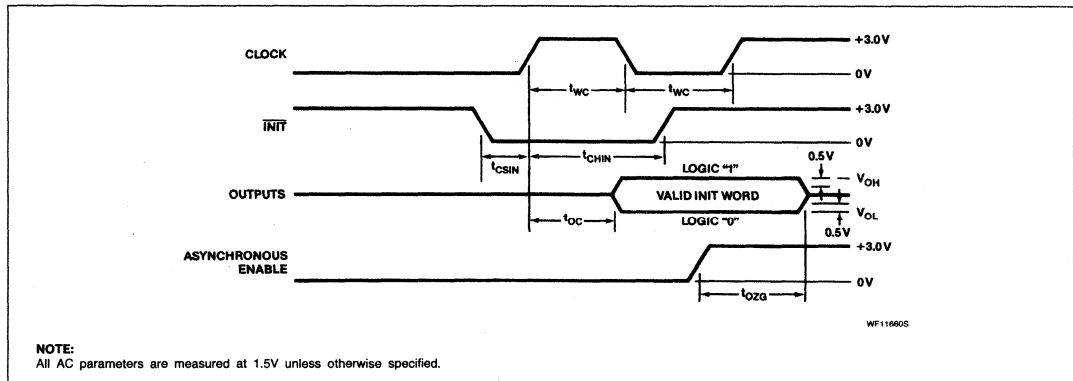 CLOCK
+3.0V
0V
tWC
tWC
INIT
+3.0V
0V
tCSIN
tCHIN
0.5V
LOGIC "1"
VOH
OUTPUTS
VALID INIT WORD
tOC
LOGIC "0"
VOL
0.5V
+3.0V
ASYNCHRONOUS
ENABLE
0V
tOZG
WF11660S
NOTE:
All AC parameters are measured at 1.5V unless otherwise specified.